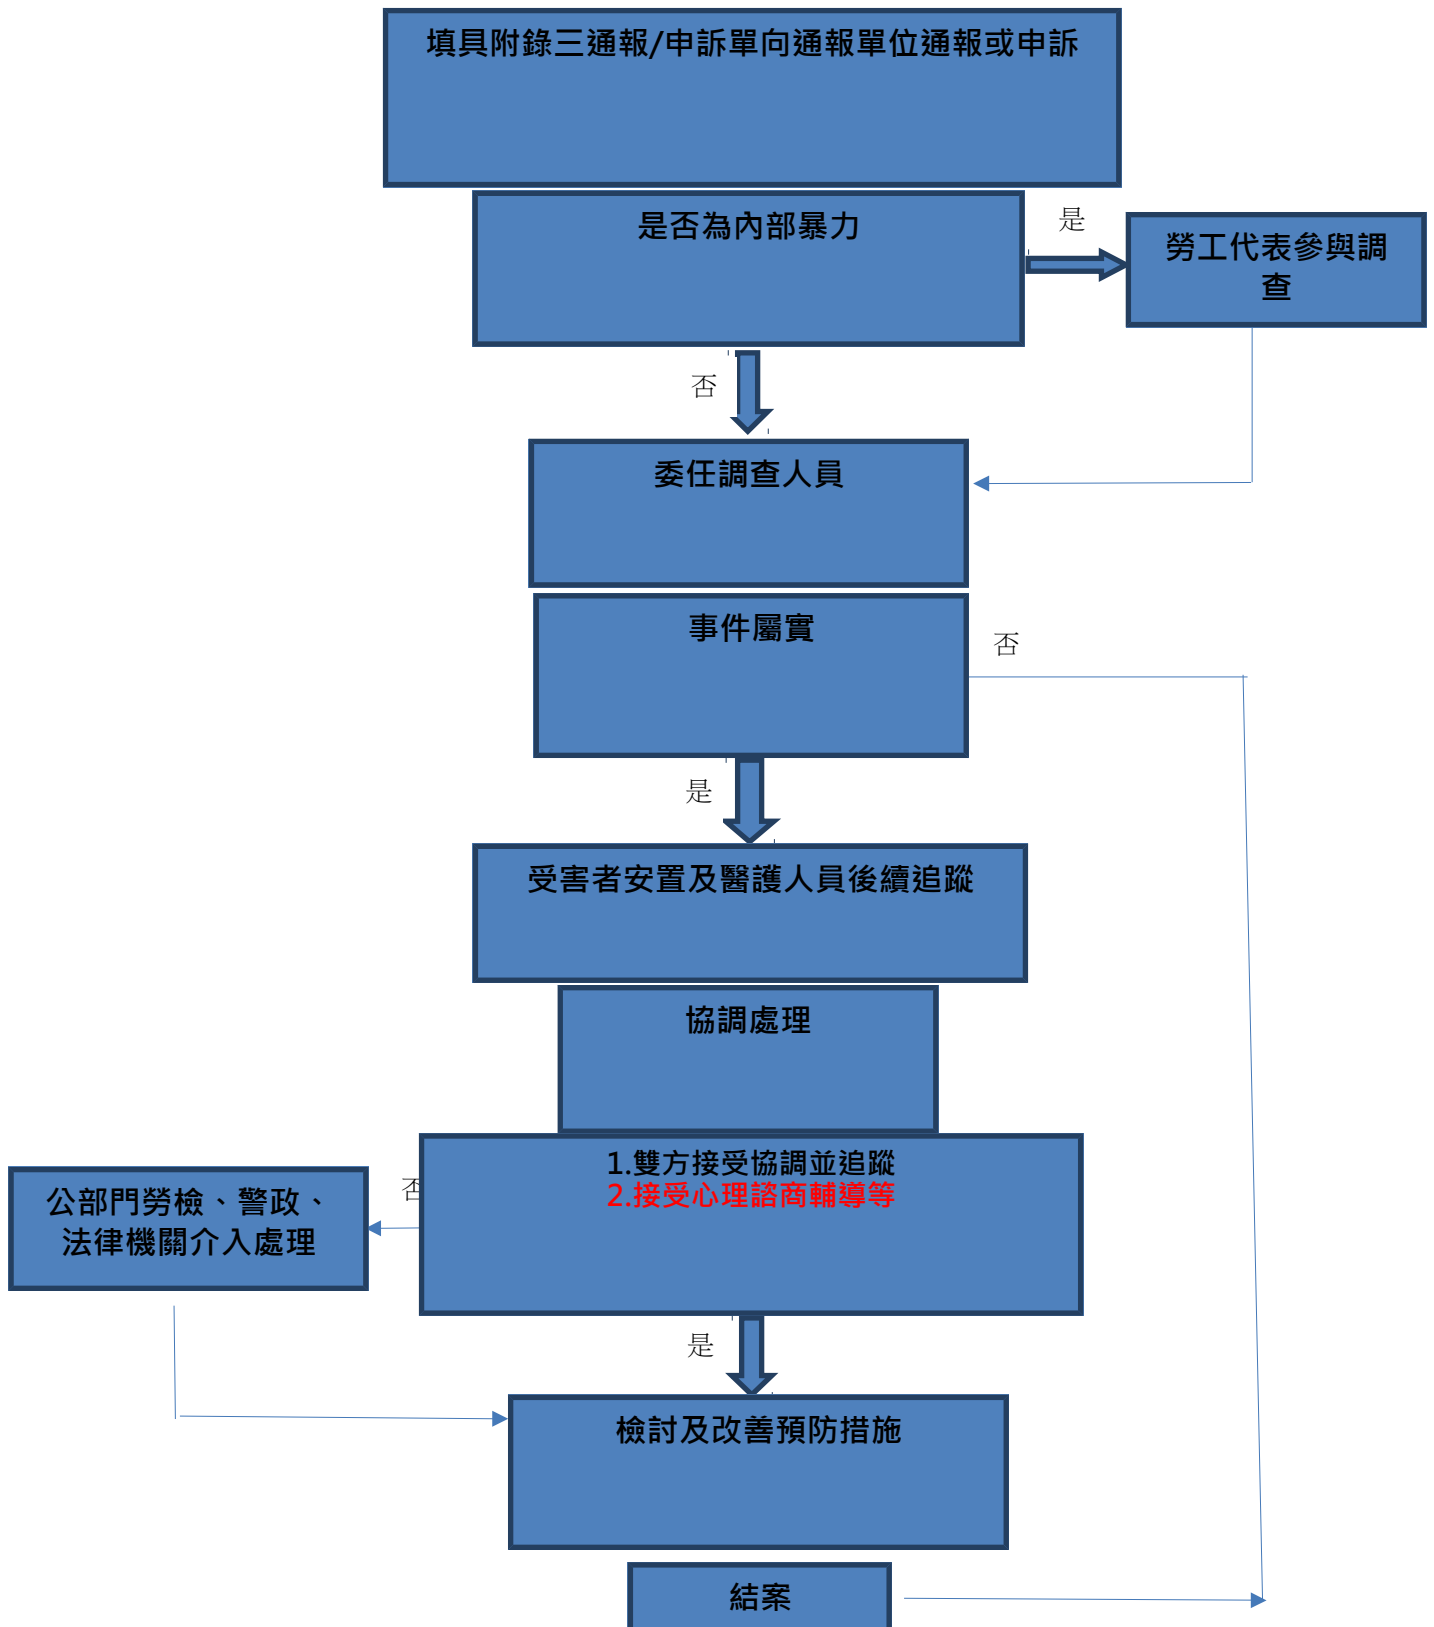 填具附錄三通報/申訴單向通報單位通報或申訴
是否為內部暴力
是
勞工代表參與調
查
否
委任調查人員
事件屬實
否
是
受害者安置及醫護人員後續追蹤
協調處理
1.雙方接受協調並追蹤
2.接受心理諮商輔導等
否
公部門勞檢、警政、
法律機關介入處理
是
檢討及改善預防措施
結案